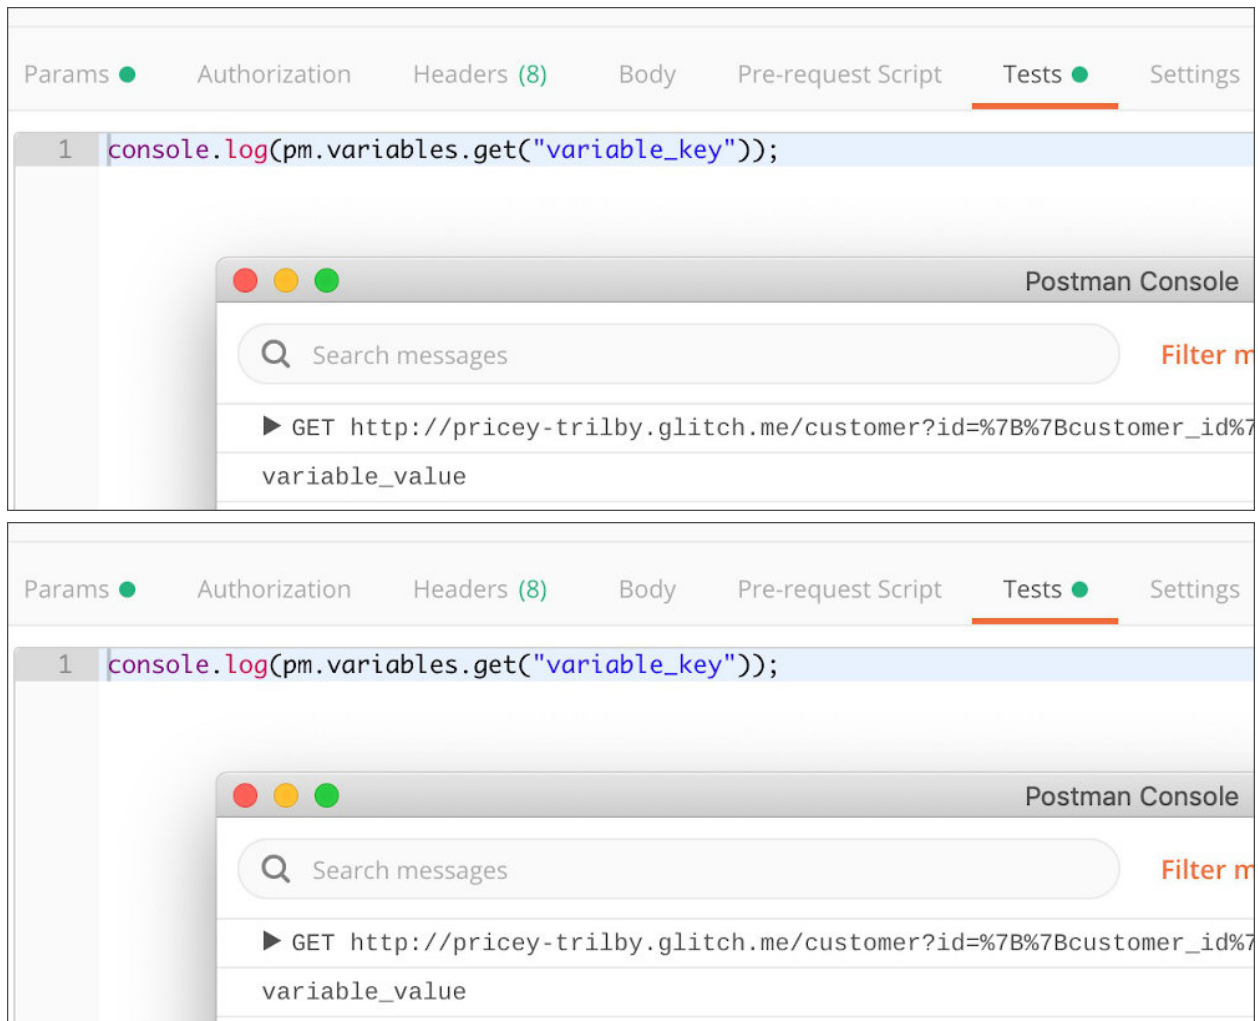 Params Authorization Headers (8) Body Pre-request Script Tests Settings
1 console.log(pm.variables.get("variable_key"));
Postman Console
Search messages Filter m
GET http://pricey-trilby.glitch.me/customer?id=%7B%7Bcustomer_id%7
variable_value
Params Authorization Headers (8) Body Pre-request Script Tests Settings
1 console.log(pm.variables.get("variable_key"));
Postman Console
Search messages Filter m
GET http://pricey-trilby.glitch.me/customer?id=%7B%7Bcustomer_id%7
variable_value